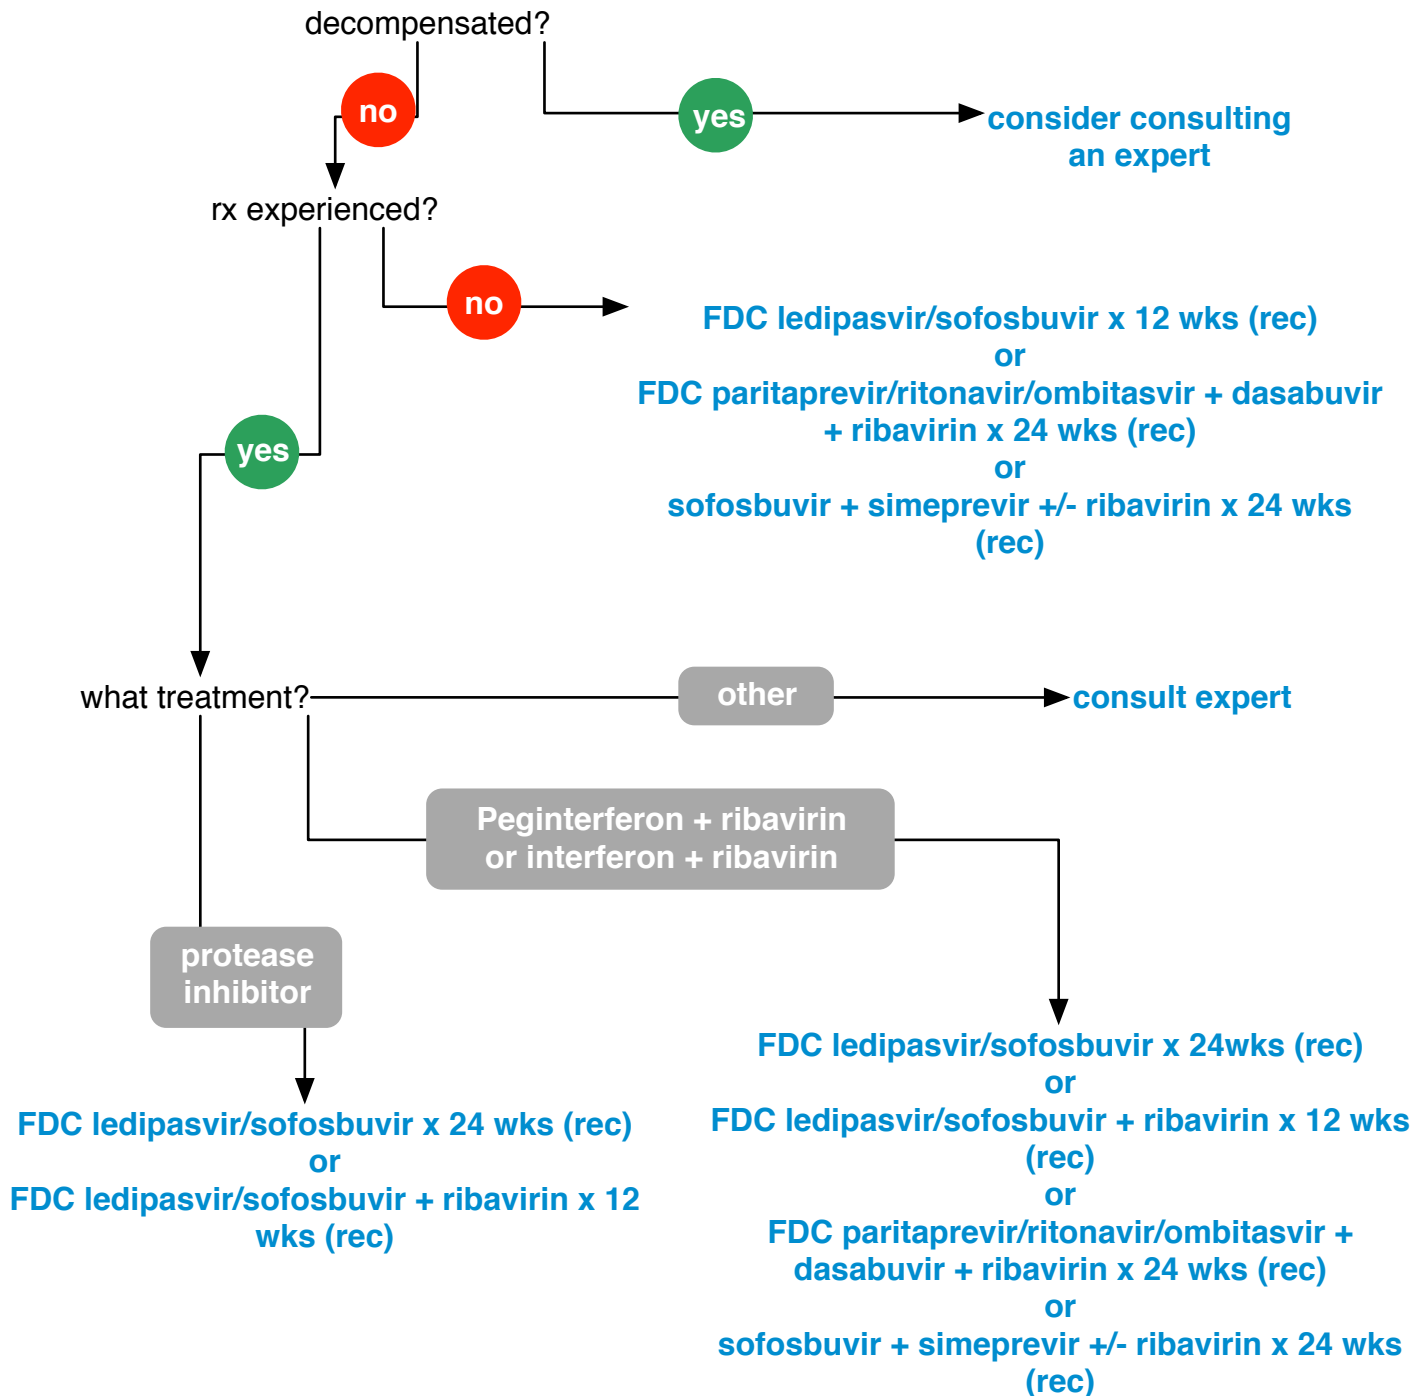 decompensated?
no
yes
consider consulting
an expert
rx experienced?
no
FDC ledipasvir/sofosbuvir x 12 wks (rec)
or
FDC paritaprevir/ritonavir/ombitasvir + dasabuvir
+ ribavirin x 24 wks (rec)
or
sofosbuvir + simeprevir +/- ribavirin x 24 wks
(rec)
yes
what treatment?
other
consult expert
Peginterferon + ribavirin
or interferon + ribavirin
protease
inhibitor
FDC ledipasvir/sofosbuvir x 24 wks (rec)
or
FDC ledipasvir/sofosbuvir + ribavirin x 12
wks (rec)
FDC ledipasvir/sofosbuvir x 24wks (rec)
or
FDC ledipasvir/sofosbuvir + ribavirin x 12 wks
(rec)
or
FDC paritaprevir/ritonavir/ombitasvir +
dasabuvir + ribavirin x 24 wks (rec)
or
sofosbuvir + simeprevir +/- ribavirin x 24 wks
(rec)